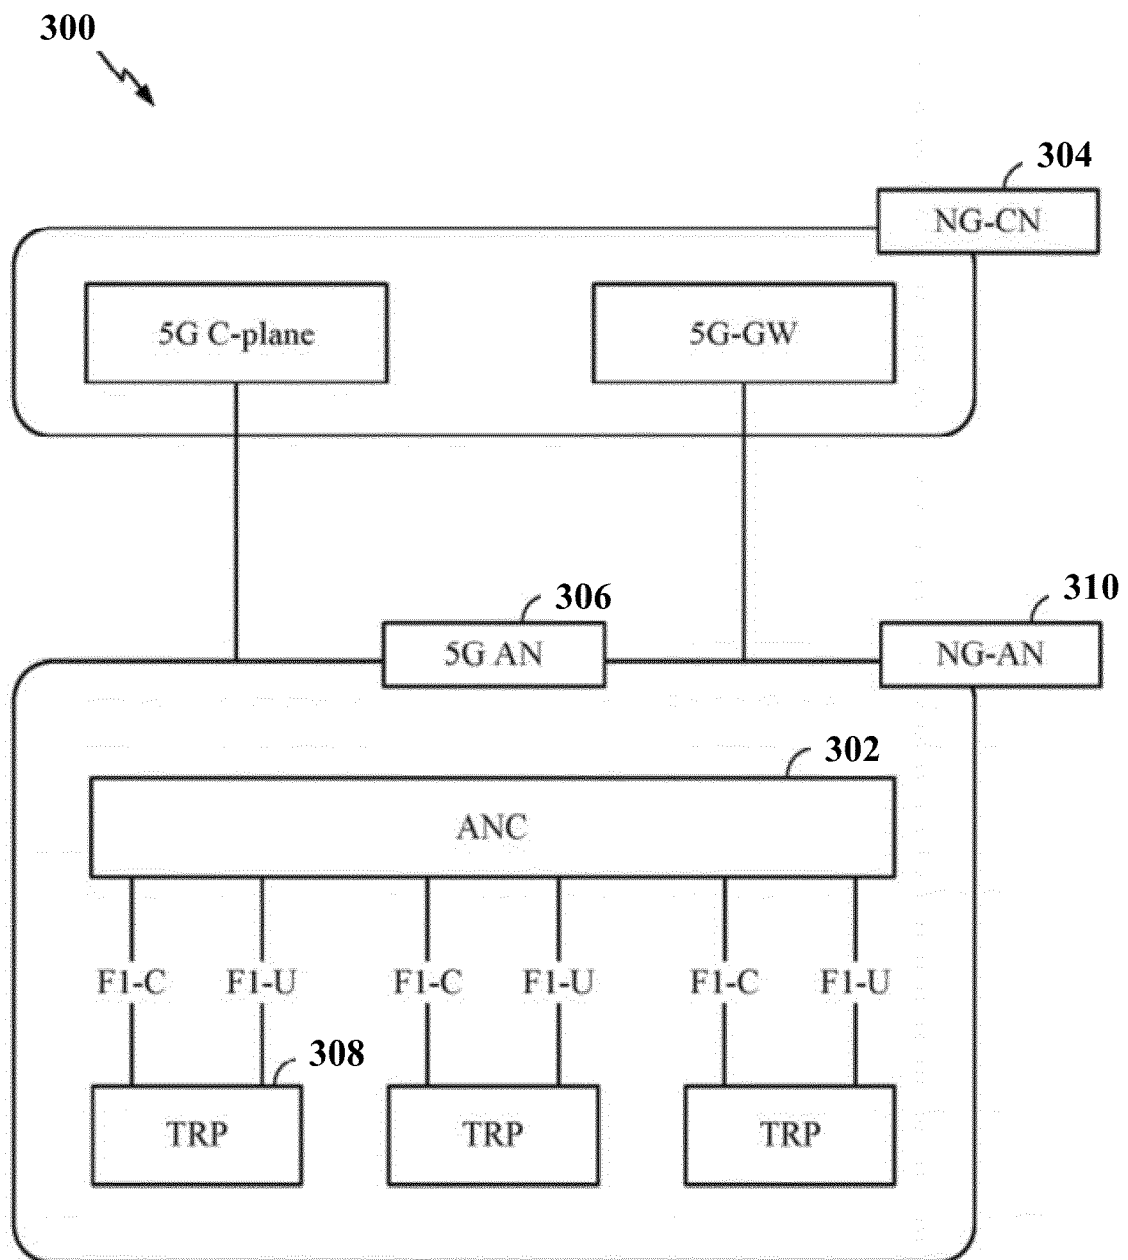 300
304
NG-CN
5G C-plane
5G-GW
306
310
5G AN
NG-AN
302
ANC
F1-C F1-U F1-C F1-U F1-C F1-U
308
TRP TRP TRP